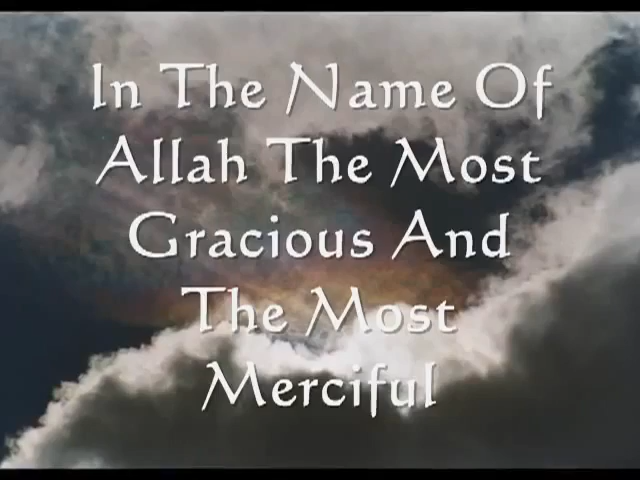 In The Name Of
Allah The Most
Gracious And
The Most
Merciful